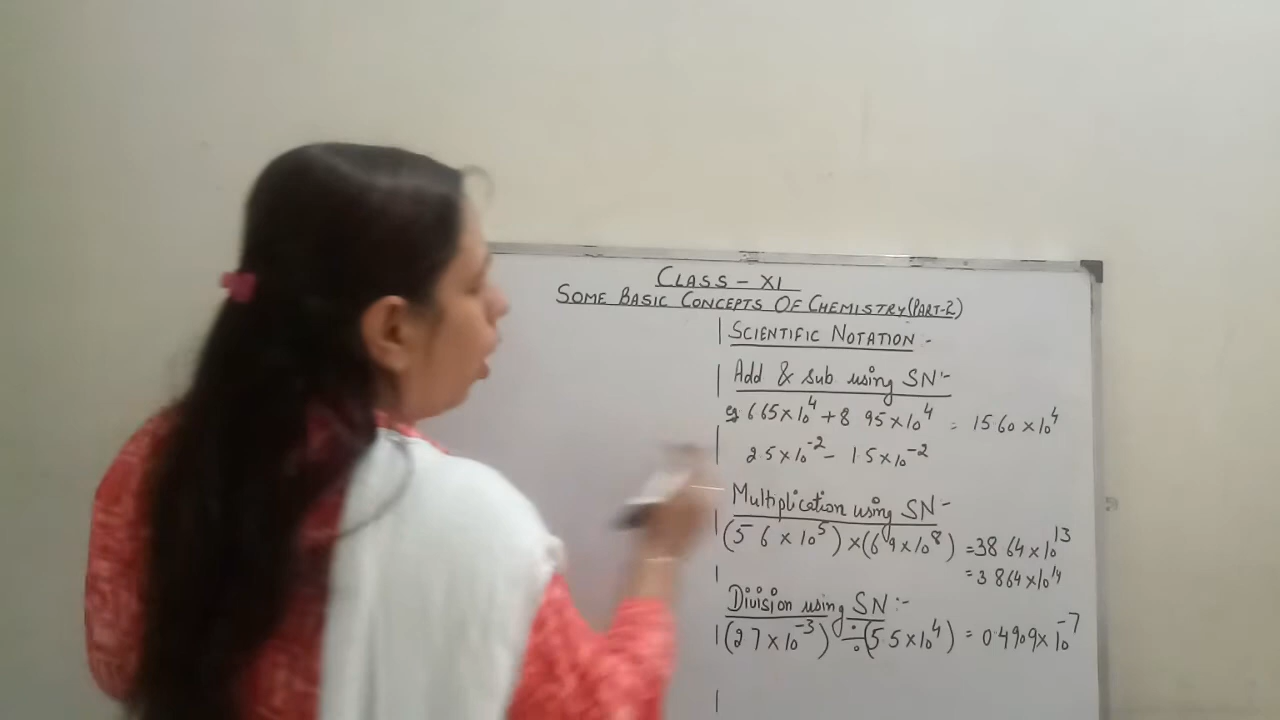 CLASS - XI
SOME BASIC CONCEPTS OF CHEMISTRY (PART-2)
SCIENTIFIC NOTATION :-
Add & sub using SN :-
eg 6.65×10⁴ + 8.95×10⁴ = 15.60×10⁴
2.5×10⁻² - 1.5×10⁻²
Multiplication using SN :-
(5.6×10⁵)×(6.9×10⁸) = 38.64×10¹³
= 3.864×10¹⁴
Division using SN :-
(2.7×10⁻³) ÷ (5.5×10⁴) = 0.4909×10⁻⁷